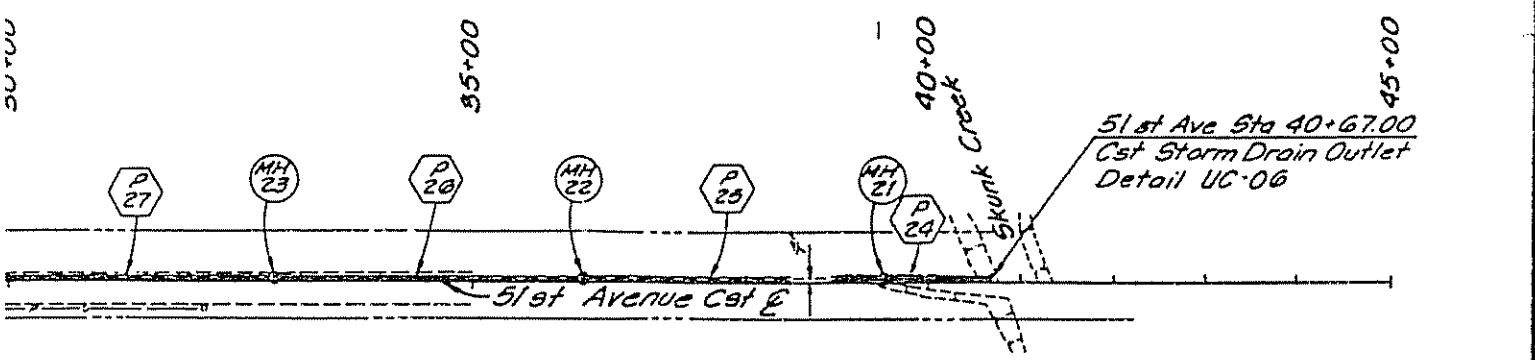 35+00
40+00
45+00
Skunk Creek
51st Ave Sta 40+67.00
Cst Storm Drain Outlet
Detail UC-06
P
27
MH
23
P
26
MH
22
P
25
MH
21
P
24
51st Avenue Cst ℄